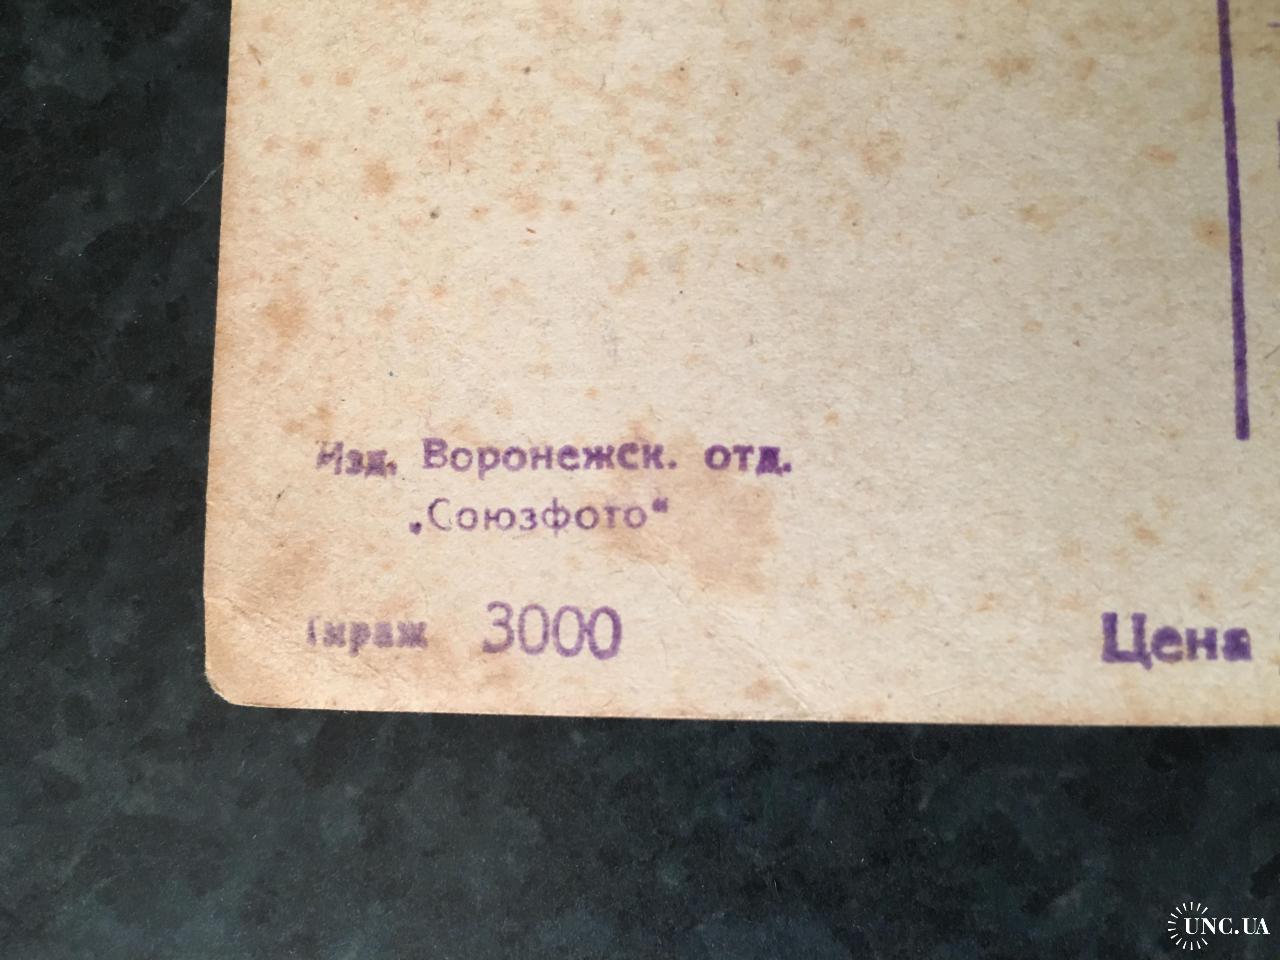 Изд. Воронежск. отд.
„Союзфото“
Тираж 3000
Цена
UNC.UA